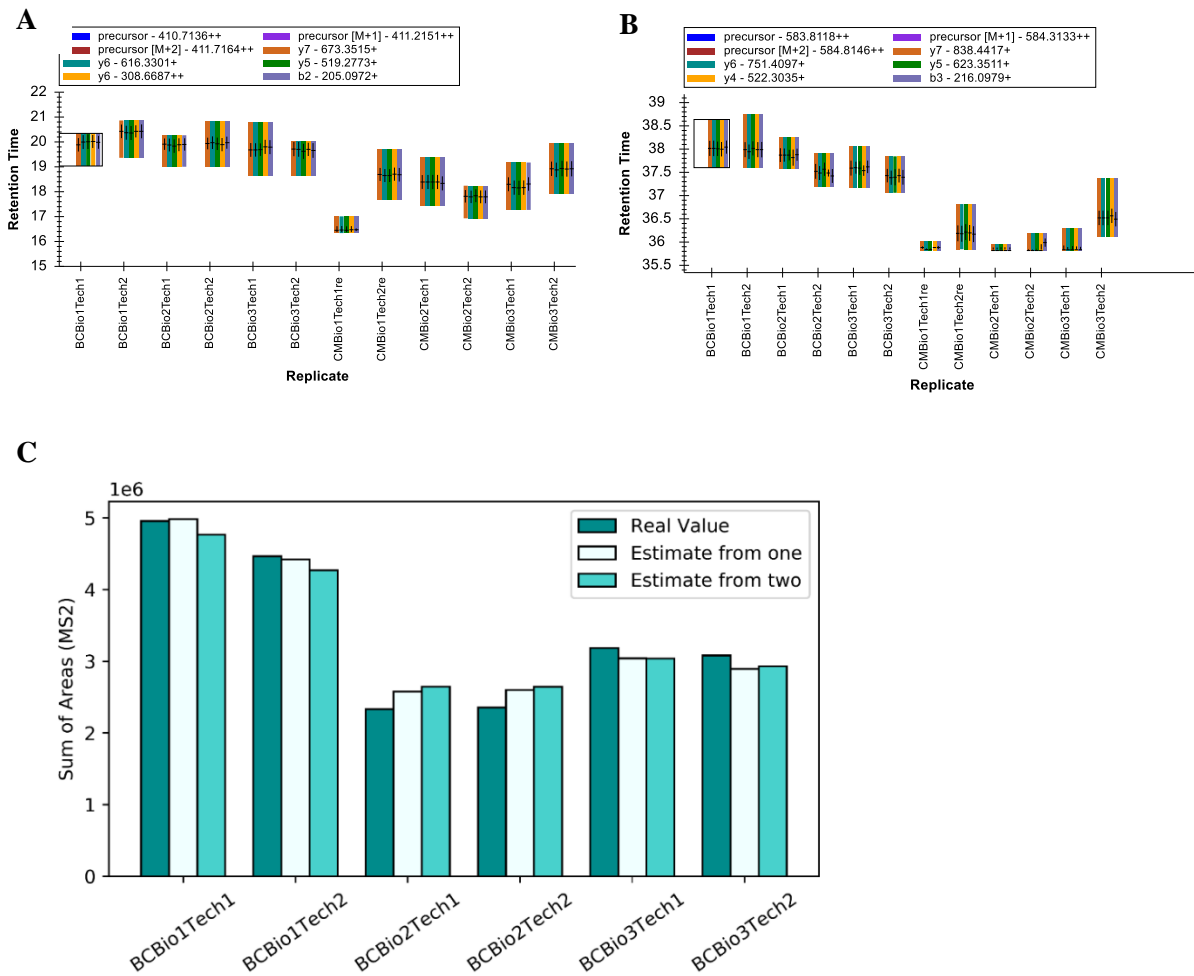 A
precursor - 410.7136++
precursor [M+1] - 411.2151++
precursor [M+2] - 411.7164++
y7 - 673.3515+
y6 - 616.3301+
y5 - 519.2773+
y6 - 308.6687++
b2 - 205.0972+
Retention Time
22
21
20
19
18
17
16
15
BCBio1Tech1
BCBio1Tech2
BCBio2Tech1
BCBio2Tech2
BCBio3Tech1
BCBio3Tech2
CMBio1Tech1re
CMBio1Tech2re
CMBio2Tech1
CMBio2Tech2
CMBio3Tech1
CMBio3Tech2
Replicate
B
precursor - 583.8118++
precursor [M+1] - 584.3133++
precursor [M+2] - 584.8146++
y7 - 838.4417+
y6 - 751.4097+
y5 - 623.3511+
y4 - 522.3035+
b3 - 216.0979+
Retention Time
39
38.5
38
37.5
37
36.5
36
35.5
BCBio1Tech1
BCBio1Tech2
BCBio2Tech1
BCBio2Tech2
BCBio3Tech1
BCBio3Tech2
CMBio1Tech1re
CMBio1Tech2re
CMBio2Tech1
CMBio2Tech2
CMBio3Tech1
CMBio3Tech2
Replicate
C
1e6
Sum of Areas (MS2)
5
4
3
2
1
0
Real Value
Estimate from one
Estimate from two
BCBio1Tech1
BCBio1Tech2
BCBio2Tech1
BCBio2Tech2
BCBio3Tech1
BCBio3Tech2